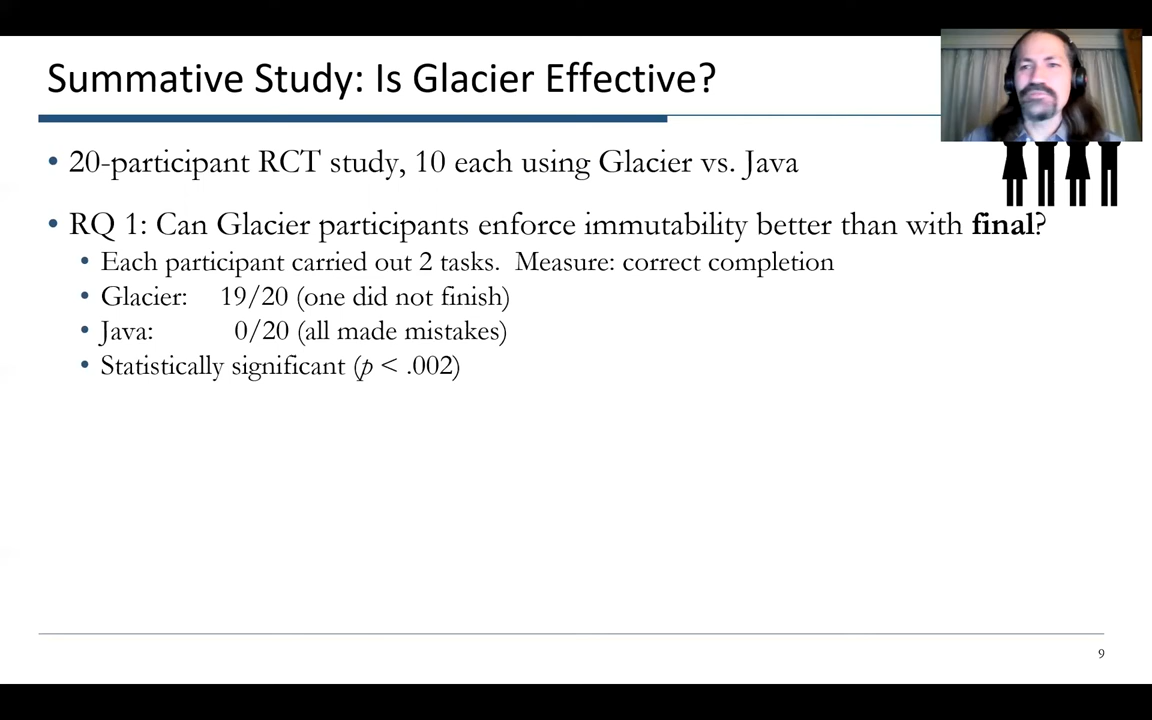 Summative Study: Is Glacier Effective?
• 20-participant RCT study, 10 each using Glacier vs. Java
• RQ 1: Can Glacier participants enforce immutability better than with final?
• Each participant carried out 2 tasks. Measure: correct completion
• Glacier: 19/20 (one did not finish)
• Java: 0/20 (all made mistakes)
• Statistically significant (p < .002)
9